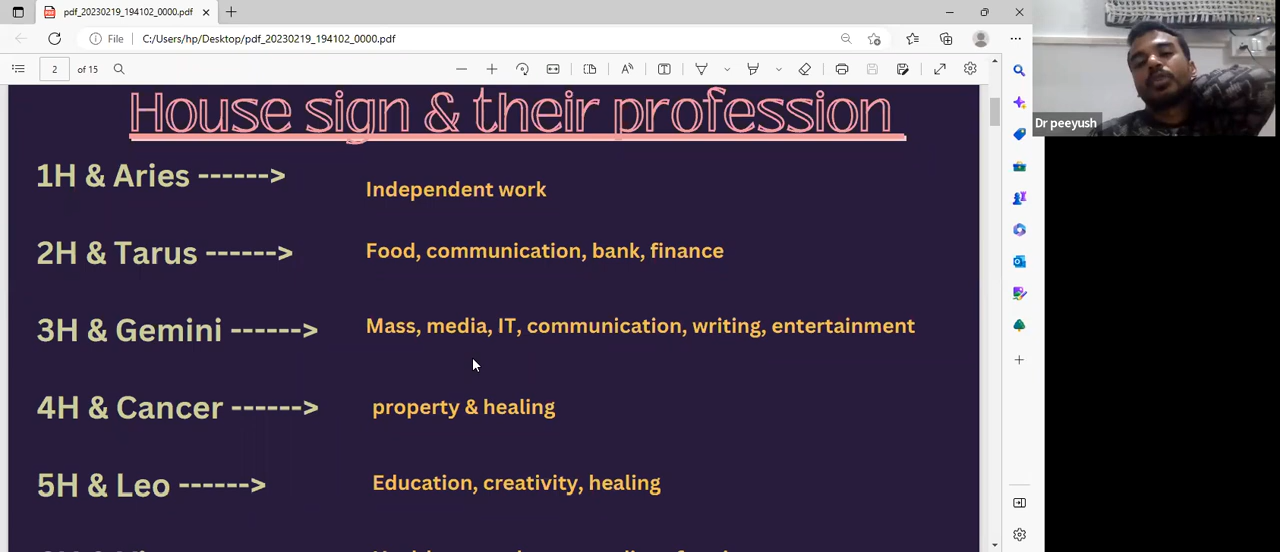 pdf_20230219_194102_0000.pdf
File
C:/Users/hp/Desktop/pdf_20230219_194102_0000.pdf
2 of 15
House sign & their profession
1H & Aries ------> Independent work
2H & Tarus ------> Food, communication, bank, finance
3H & Gemini ------> Mass, media, IT, communication, writing, entertainment
4H & Cancer ------> property & healing
5H & Leo ------> Education, creativity, healing
Dr peeyush